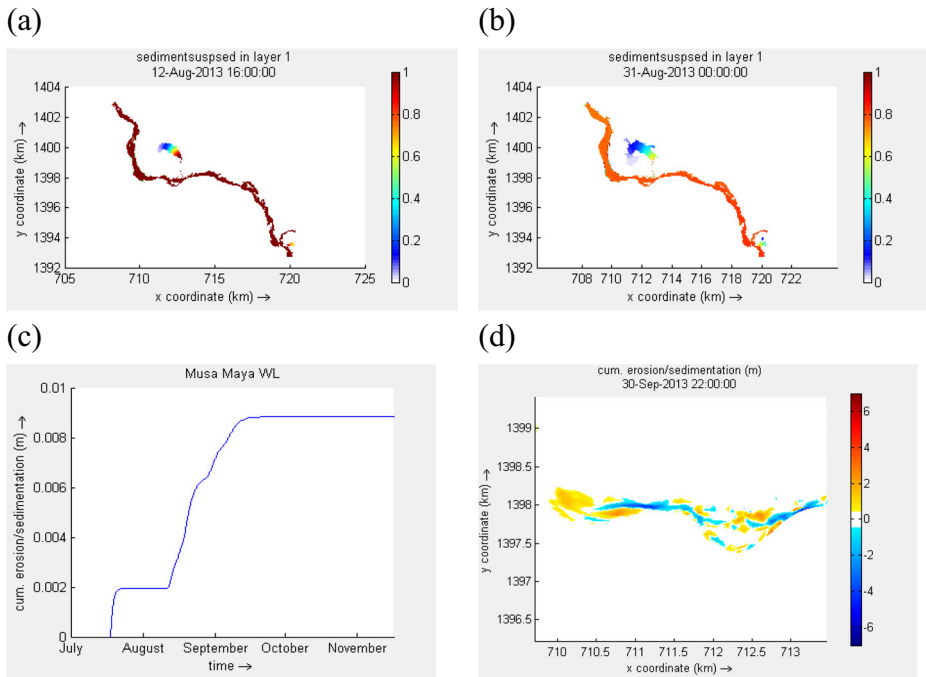 (a)
sedimentsuspsed in layer 1
12-Aug-2013 16:00:00
1404
1402
1400
1398
1396
1394
1392
y coordinate (km) →
705 710 715 720 725
x coordinate (km) →
1
0.8
0.6
0.4
0.2
0
(b)
sedimentsuspsed in layer 1
31-Aug-2013 00:00:00
1404
1402
1400
1398
1396
1394
1392
y coordinate (km) →
708 710 712 714 716 718 720 722
x coordinate (km) →
1
0.8
0.6
0.4
0.2
0
(c)
Musa Maya WL
0.01
0.008
0.006
0.004
0.002
0
cum. erosion/sedimentation (m) →
July August September October November
time →
(d)
cum. erosion/sedimentation (m)
30-Sep-2013 22:00:00
1399
1398.5
1398
1397.5
1397
1396.5
y coordinate (km) →
710 710.5 711 711.5 712 712.5 713
x coordinate (km) →
6
4
2
0
-2
-4
-6